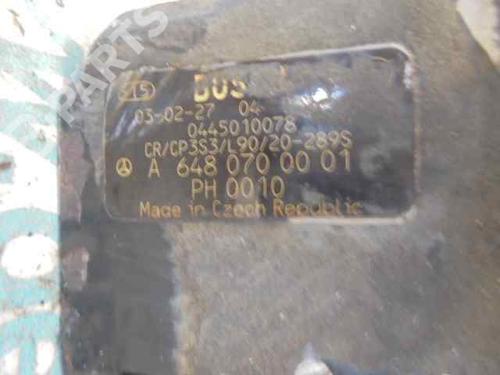 515 BOS
03-02-27 04
0445010078
CR/CP3S3/L90/20-289S
A 648 070 00 01
PH 0010
Made in Czech Republic
PARTS